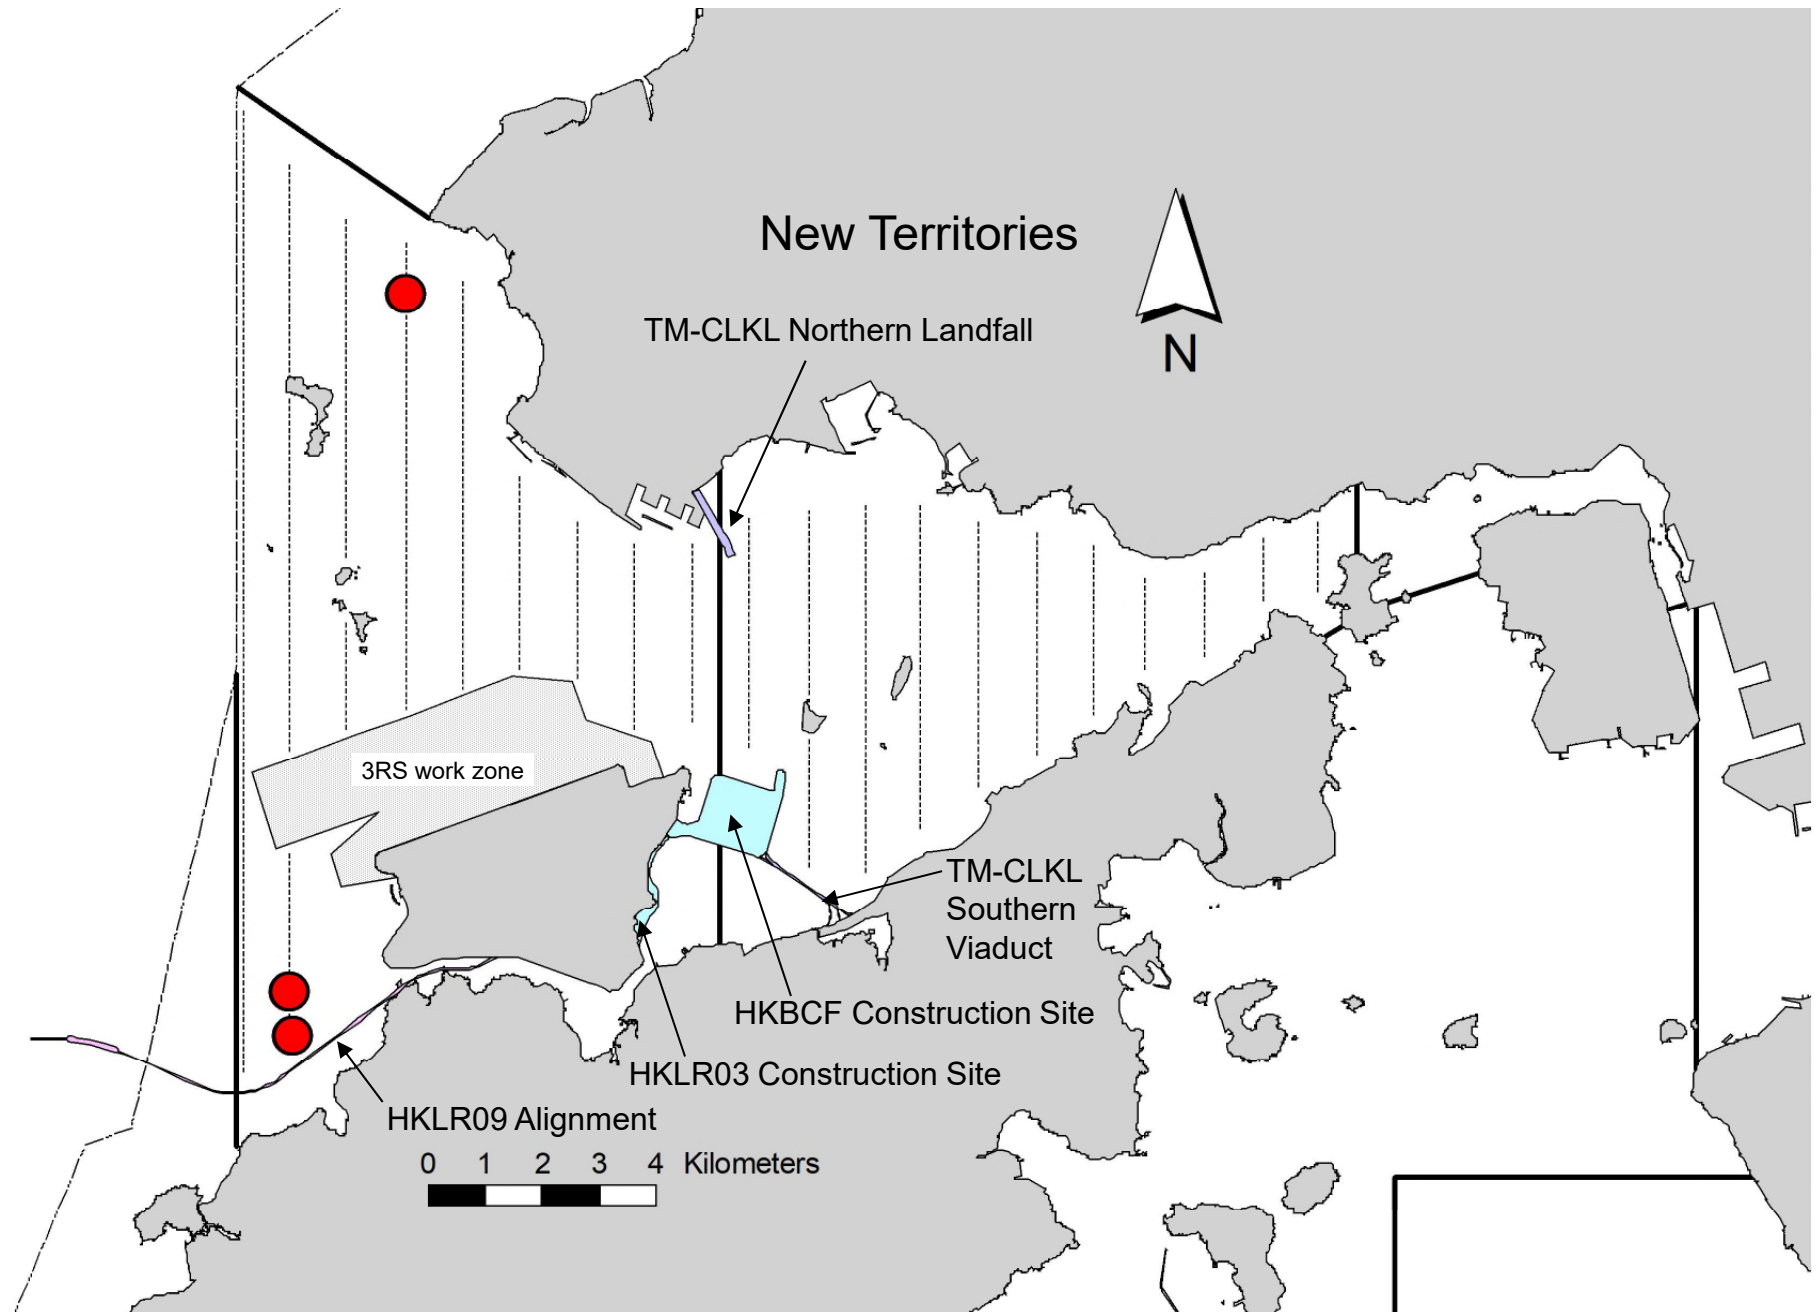 New Territories
TM-CLKL Northern Landfall
N
3RS work zone
TM-CLKL
Southern
Viaduct
HKBCF Construction Site
HKLR03 Construction Site
HKLR09 Alignment
0 1 2 3 4 Kilometers